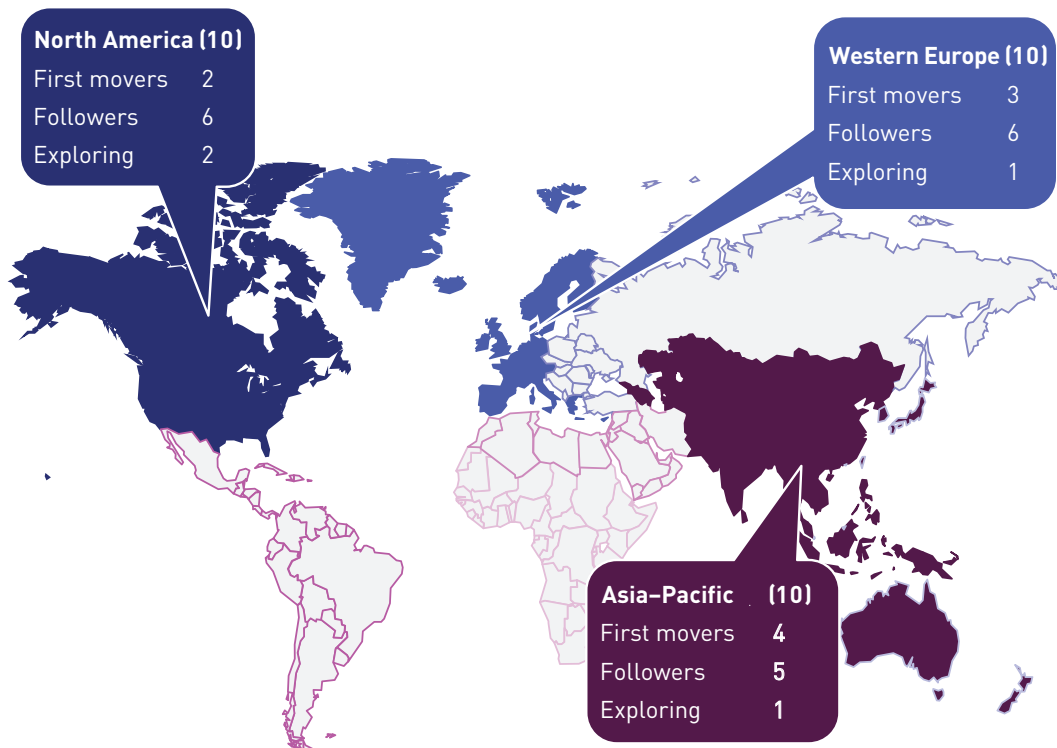 North America (10)
First movers 2
Followers 6
Exploring 2
Western Europe (10)
First movers 3
Followers 6
Exploring 1
Asia–Pacific (10)
First movers 4
Followers 5
Exploring 1